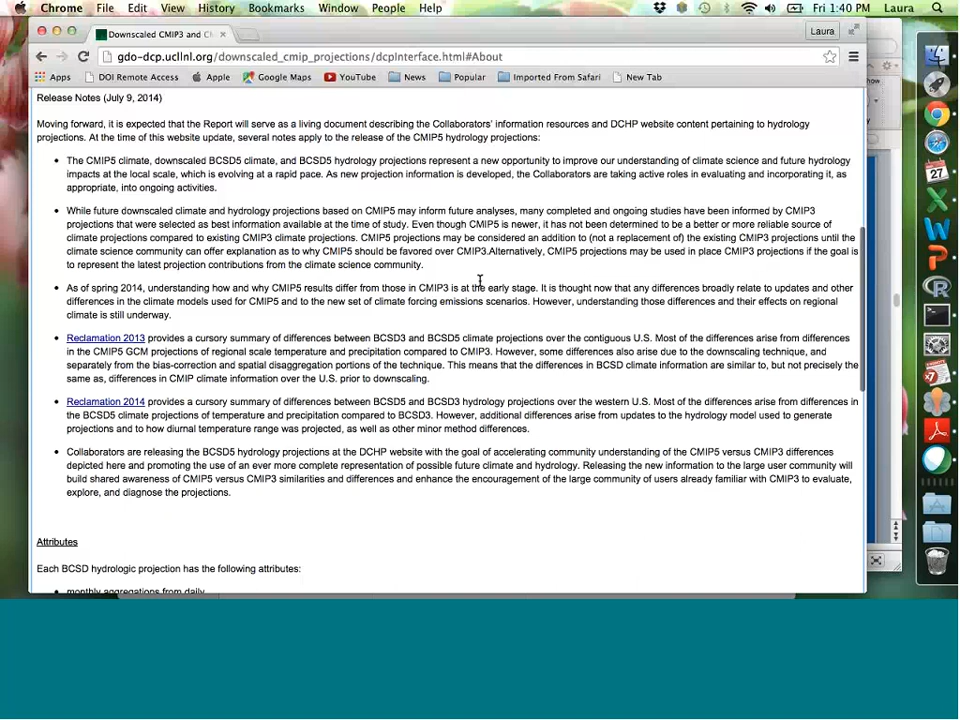 Chrome File Edit View History Bookmarks Window People Help Fri 1:40 PM Laura
Downscaled CMIP3 and C Laura
gdo-dcp.ucllnl.org/downscaled_cmip_projections/dcpInterface.html#About
Apps DOI Remote Access Apple Google Maps YouTube News Popular Imported From Safari New Tab
Release Notes (July 9, 2014)
Moving forward, it is expected that the Report will serve as a living document describing the Collaborators' information resources and DCHP website content pertaining to hydrology
projections. At the time of this website update, several notes apply to the release of the CMIP5 hydrology projections:
• The CMIP5 climate, downscaled BCSD5 climate, and BCSD5 hydrology projections represent a new opportunity to improve our understanding of climate science and future hydrology
impacts at the local scale, which is evolving at a rapid pace. As new projection information is developed, the Collaborators are taking active roles in evaluating and incorporating it, as
appropriate, into ongoing activities.
• While future downscaled climate and hydrology projections based on CMIP5 may inform future analyses, many completed and ongoing studies have been informed by CMIP3
projections that were selected as best information available at the time of study. Even though CMIP5 is newer, it has not been determined to be a better or more reliable source of
climate projections compared to existing CMIP3 climate projections. CMIP5 projections may be considered an addition to (not a replacement of) the existing CMIP3 projections until the
climate science community can offer explanation as to why CMIP5 should be favored over CMIP3.Alternatively, CMIP5 projections may be used in place CMIP3 projections if the goal is
to represent the latest projection contributions from the climate science community.
• As of spring 2014, understanding how and why CMIP5 results differ from those in CMIP3 is at the early stage. It is thought now that any differences broadly relate to updates and other
differences in the climate models used for CMIP5 and to the new set of climate forcing emissions scenarios. However, understanding those differences and their effects on regional
climate is still underway.
• Reclamation 2013 provides a cursory summary of differences between BCSD3 and BCSD5 climate projections over the contiguous U.S. Most of the differences arise from differences
in the CMIP5 GCM projections of regional scale temperature and precipitation compared to CMIP3. However, some differences also arise due to the downscaling technique, and
separately from the bias-correction and spatial disaggregation portions of the technique. This means that the differences in BCSD climate information are similar to, but not precisely the
same as, differences in CMIP climate information over the U.S. prior to downscaling.
• Reclamation 2014 provides a cursory summary of differences between BCSD5 and BCSD3 hydrology projections over the western U.S. Most of the differences arise from differences in
the BCSD5 climate projections of temperature and precipitation compared to BCSD3. However, additional differences arise from updates to the hydrology model used to generate
projections and to how diurnal temperature range was projected, as well as other minor method differences.
• Collaborators are releasing the BCSD5 hydrology projections at the DCHP website with the goal of accelerating community understanding of the CMIP5 versus CMIP3 differences
depicted here and promoting the use of an ever more complete representation of possible future climate and hydrology. Releasing the new information to the large user community will
build shared awareness of CMIP5 versus CMIP3 similarities and differences and enhance the encouragement of the large community of users already familiar with CMIP3 to evaluate,
explore, and diagnose the projections.
Attributes
Each BCSD hydrologic projection has the following attributes:
• monthly aggregations from daily